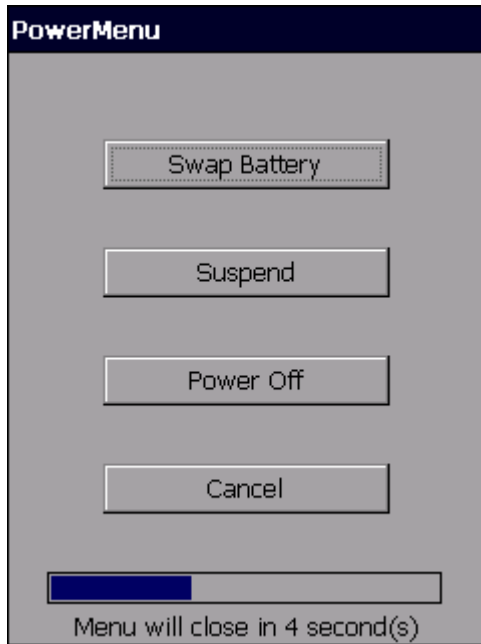 PowerMenu
Swap Battery
Suspend
Power Off
Cancel
Menu will close in 4 second(s)